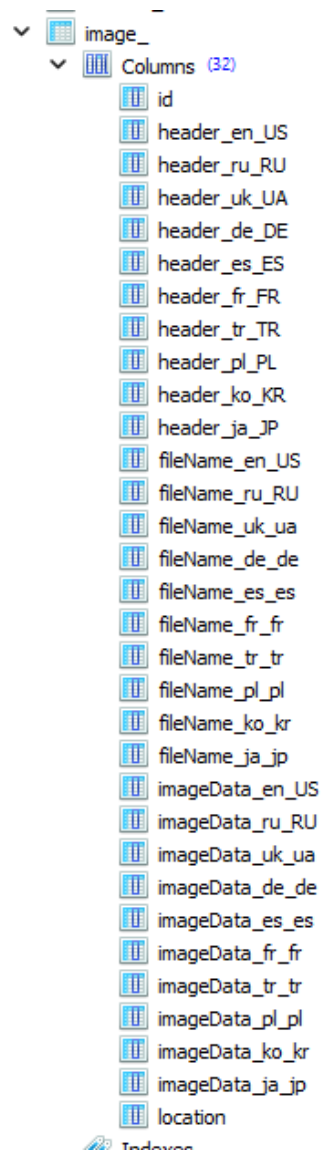 image_
Columns (32)
id
header_en_US
header_ru_RU
header_uk_UA
header_de_DE
header_es_ES
header_fr_FR
header_tr_TR
header_pl_PL
header_ko_KR
header_ja_JP
fileName_en_US
fileName_ru_RU
fileName_uk_ua
fileName_de_de
fileName_es_es
fileName_fr_fr
fileName_tr_tr
fileName_pl_pl
fileName_ko_kr
fileName_ja_jp
imageData_en_US
imageData_ru_RU
imageData_uk_ua
imageData_de_de
imageData_es_es
imageData_fr_fr
imageData_tr_tr
imageData_pl_pl
imageData_ko_kr
imageData_ja_jp
location
Indexes